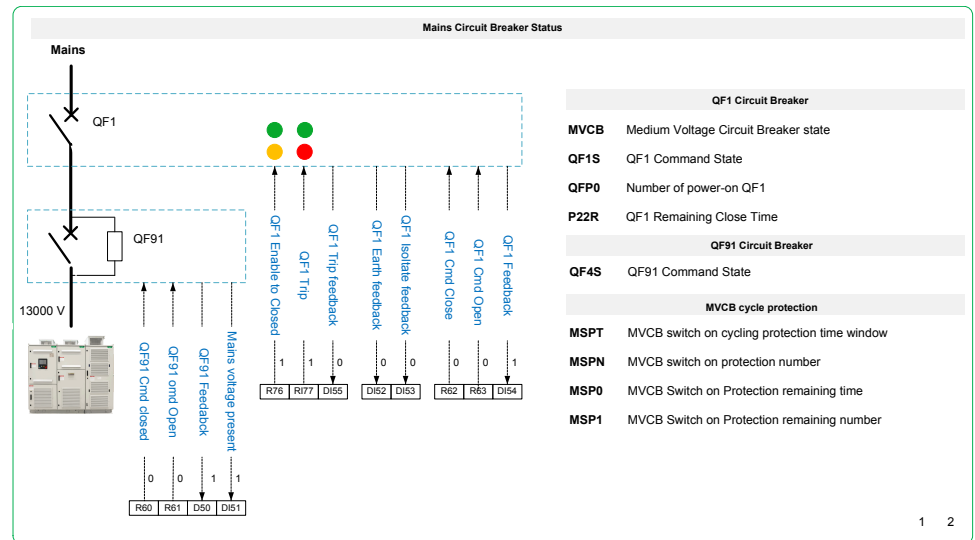 Mains Circuit Breaker Status
Mains
QF1
QF1 Enable to Closed
QF1 Trip
QF1 Trip feedback
QF1 Earth feedback
QF1 Isoltate feedback
QF1 Cmd Close
QF1 Cmd Open
QF1 Feedback
1
1
0
0
0
0
0
1
R76
RI77
DI55
DI52
DI53
R62
R63
DI54
QF91
13000 V
QF91 Cmd closed
QF91 omd Open
QF91 Feedabck
Mains voltage present
0
0
1
1
R60
R61
D50
DI51
QF1 Circuit Breaker
MVCB Medium Voltage Circuit Breaker state
QF1S QF1 Command State
QFP0 Number of power-on QF1
P22R QF1 Remaining Close Time
QF91 Circuit Breaker
QF4S QF91 Command State
MVCB cycle protection
MSPT MVCB switch on cycling protection time window
MSPN MVCB switch on protection number
MSP0 MVCB Switch on Protection remaining time
MSP1 MVCB Switch on Protection remaining number
1 2